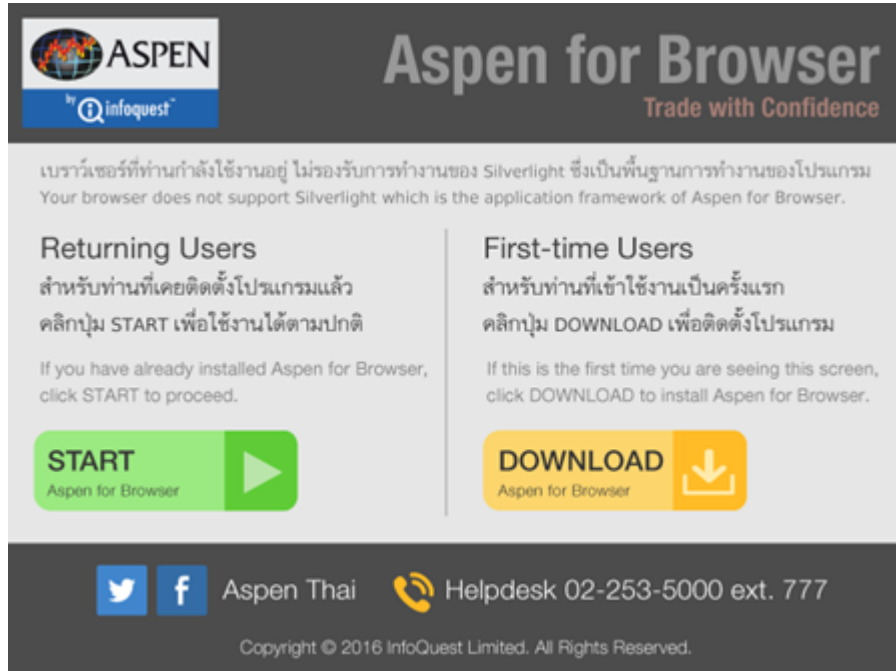 ASPEN
by infoquest
Aspen for Browser
Trade with Confidence
เบราว์เซอร์ที่ท่านกำลังใช้งานอยู่ ไม่รองรับการทำงานของ Silverlight ซึ่งเป็นพื้นฐานการทำงานของโปรแกรม
Your browser does not support Silverlight which is the application framework of Aspen for Browser.
Returning Users
สำหรับท่านที่เคยติดตั้งโปรแกรมแล้ว
คลิกปุ่ม START เพื่อใช้งานได้ตามปกติ
If you have already installed Aspen for Browser,
click START to proceed.
START
Aspen for Browser
First-time Users
สำหรับท่านที่เข้าใช้งานเป็นครั้งแรก
คลิกปุ่ม DOWNLOAD เพื่อติดตั้งโปรแกรม
If this is the first time you are seeing this screen,
click DOWNLOAD to install Aspen for Browser.
DOWNLOAD
Aspen for Browser
Aspen Thai
Helpdesk 02-253-5000 ext. 777
Copyright © 2016 InfoQuest Limited. All Rights Reserved.